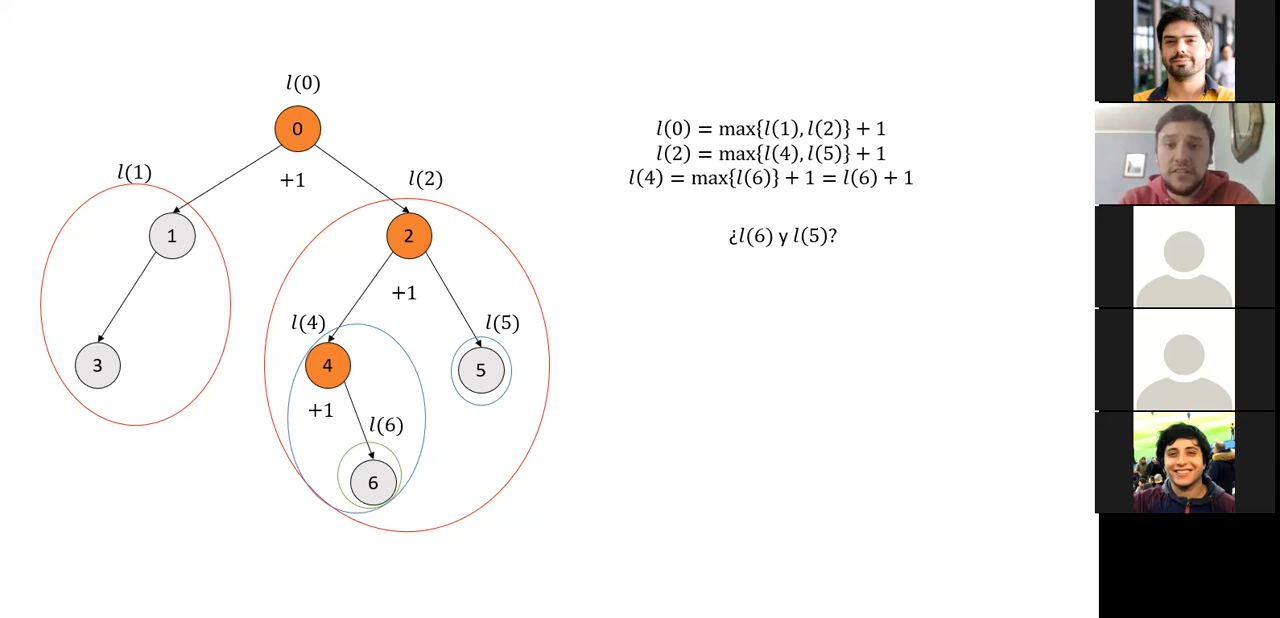 l(0)
0
+1
l(1)
l(2)
1
2
+1
l(4)
l(5)
3
4
5
+1
l(6)
6
l(0) = max{l(1), l(2)} + 1
l(2) = max{l(4), l(5)} + 1
l(4) = max{l(6)} + 1 = l(6) + 1
¿l(6) y l(5)?